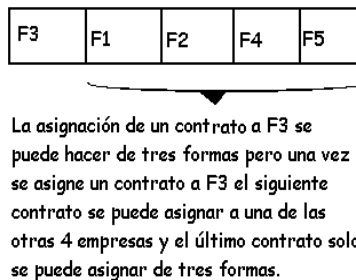 F3 F1 F2 F4 F5
La asignación de un contrato a F3 se
puede hacer de tres formas pero una vez
se asigne un contrato a F3 el siguiente
contrato se puede asignar a una de las
otras 4 empresas y el último contrato solo
se puede asignar de tres formas.